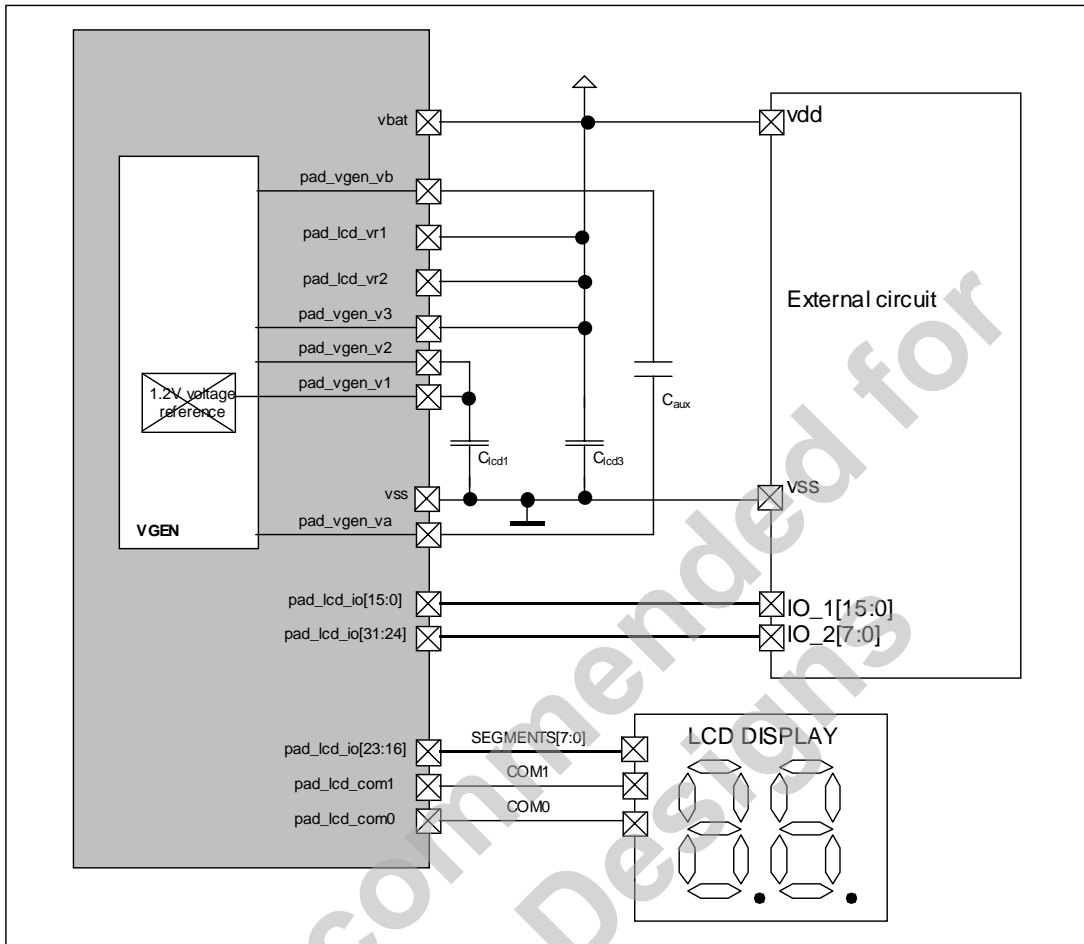 vbat
vdd
pad_vgen_vb
pad_lcd_vr1
pad_lcd_vr2
External circuit
pad_vgen_v3
pad_vgen_v2
pad_vgen_v1
1.2V voltage
reference
Caux
Clcd1
Clcd3
vss
VSS
pad_vgen_va
VGEN
pad_lcd_io[15:0]
IO_1[15:0]
pad_lcd_io[31:24]
IO_2[7:0]
pad_lcd_io[23:16]
SEGMENTS[7:0]
LCD DISPLAY
pad_lcd_com1
COM1
pad_lcd_com0
COM0
commended for
Designs